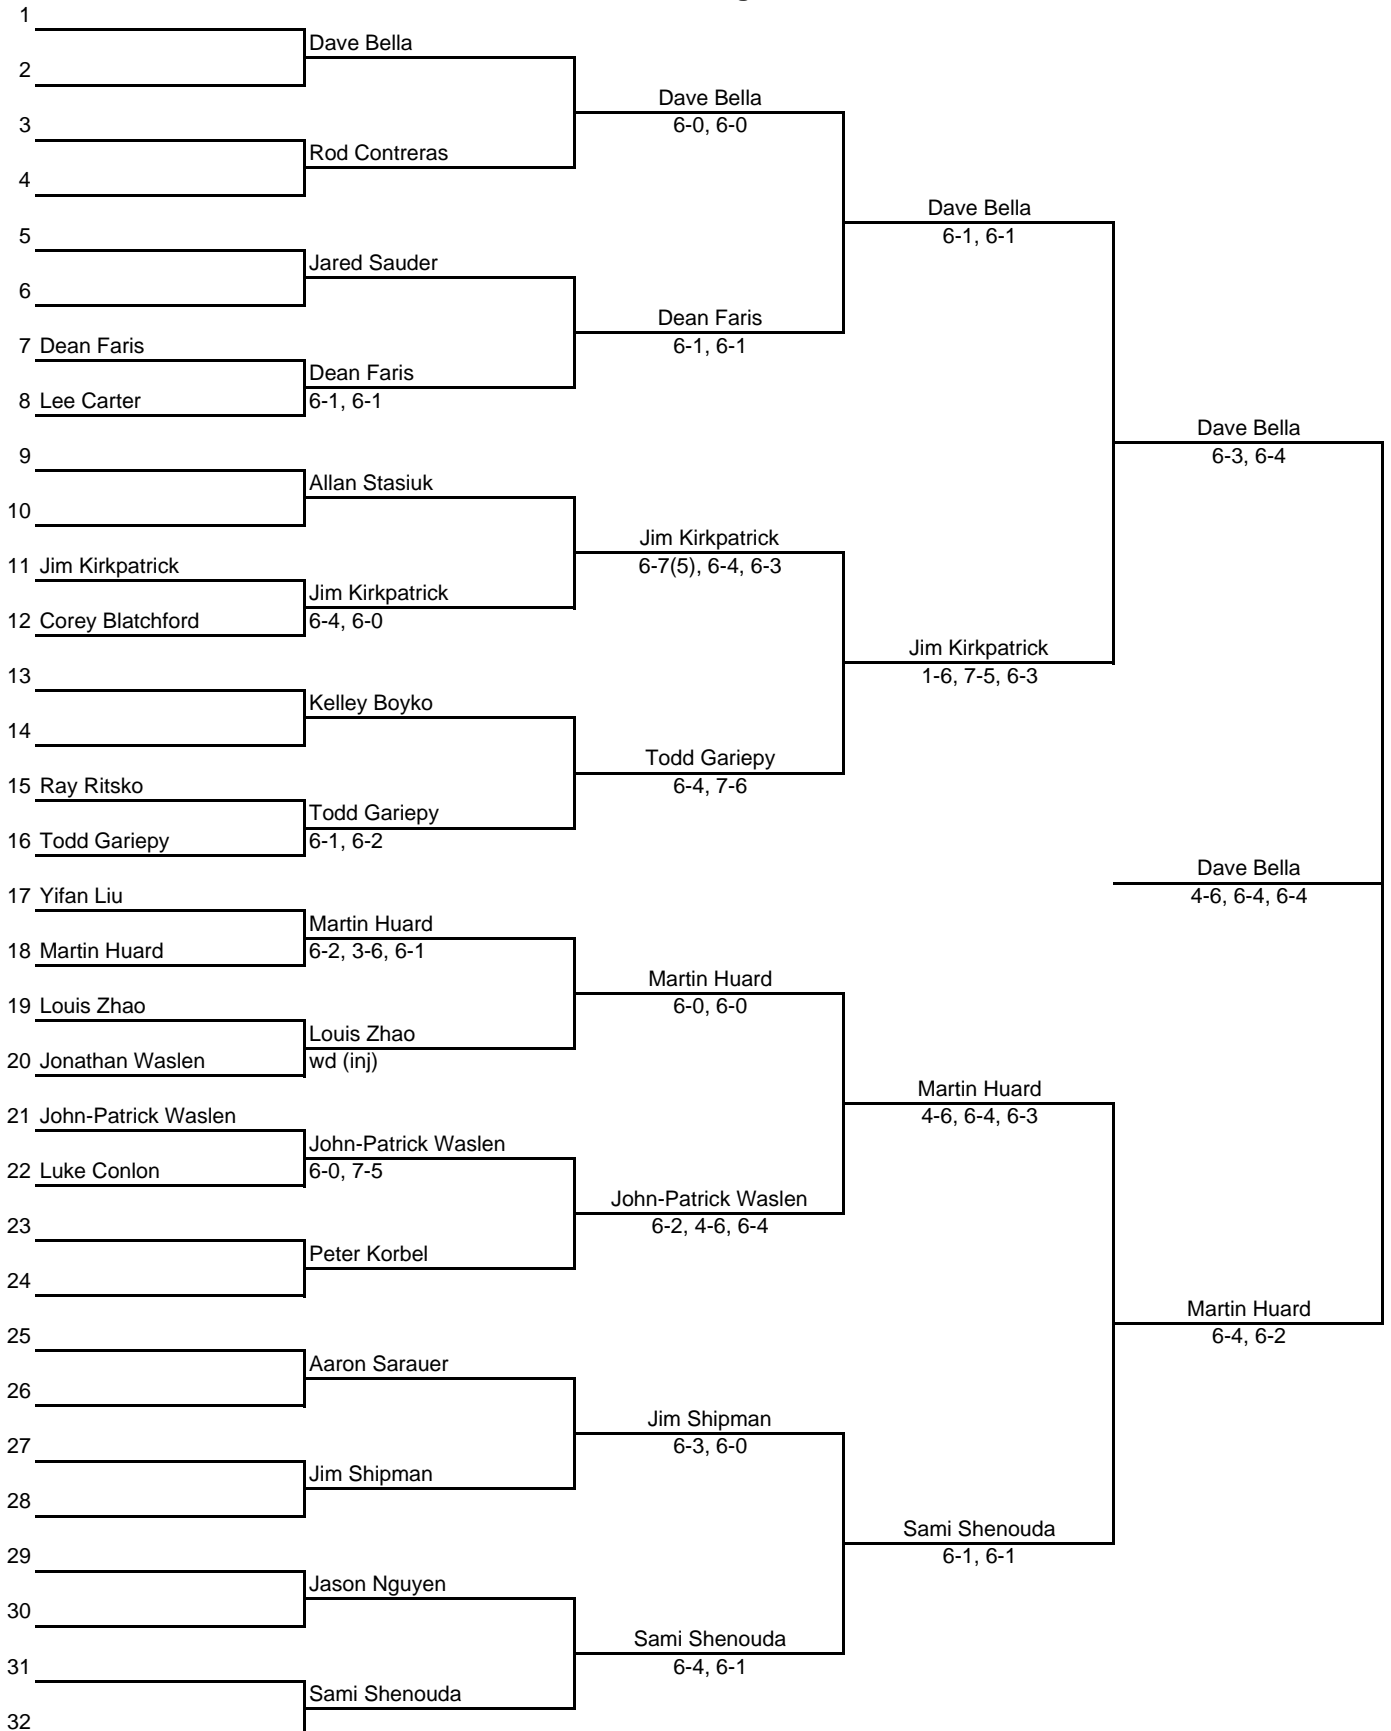 1
Dave Bella
2
Dave Bella
6-0, 6-0
3
Rod Contreras
4
Dave Bella
6-1, 6-1
5
Jared Sauder
6
Dean Faris
6-1, 6-1
7 Dean Faris
Dean Faris
8 Lee Carter
6-1, 6-1
Dave Bella
6-3, 6-4
9
Allan Stasiuk
10
Jim Kirkpatrick
6-7(5), 6-4, 6-3
11 Jim Kirkpatrick
Jim Kirkpatrick
12 Corey Blatchford
6-4, 6-0
Jim Kirkpatrick
1-6, 7-5, 6-3
13
Kelley Boyko
14
Todd Gariepy
6-4, 7-6
15 Ray Ritsko
Todd Gariepy
16 Todd Gariepy
6-1, 6-2
Dave Bella
4-6, 6-4, 6-4
17 Yifan Liu
Martin Huard
18 Martin Huard
6-2, 3-6, 6-1
Martin Huard
6-0, 6-0
19 Louis Zhao
Louis Zhao
20 Jonathan Waslen
wd (inj)
Martin Huard
4-6, 6-4, 6-3
21 John-Patrick Waslen
John-Patrick Waslen
22 Luke Conlon
6-0, 7-5
John-Patrick Waslen
6-2, 4-6, 6-4
23
Peter Korbel
24
Martin Huard
6-4, 6-2
25
Aaron Sarauer
26
Jim Shipman
6-3, 6-0
27
Jim Shipman
28
Sami Shenouda
6-1, 6-1
29
Jason Nguyen
30
Sami Shenouda
6-4, 6-1
31
Sami Shenouda
32